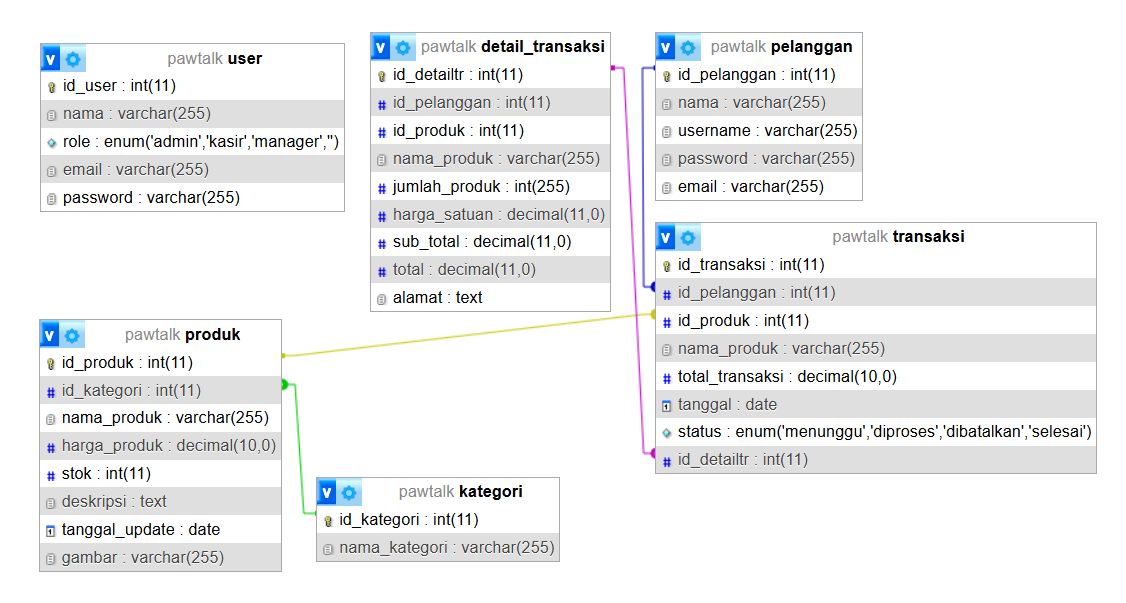 pawtalk user
id_user : int(11)
nama : varchar(255)
role : enum('admin','kasir','manager','')
email : varchar(255)
password : varchar(255)
pawtalk detail_transaksi
id_detailtr : int(11)
id_pelanggan : int(11)
id_produk : int(11)
nama_produk : varchar(255)
jumlah_produk : int(255)
harga_satuan : decimal(11,0)
sub_total : decimal(11,0)
total : decimal(11,0)
alamat : text
pawtalk pelanggan
id_pelanggan : int(11)
nama : varchar(255)
username : varchar(255)
password : varchar(255)
email : varchar(255)
pawtalk transaksi
id_transaksi : int(11)
id_pelanggan : int(11)
id_produk : int(11)
nama_produk : varchar(255)
total_transaksi : decimal(10,0)
tanggal : date
status : enum('menunggu','diproses','dibatalkan','selesai')
id_detailtr : int(11)
pawtalk produk
id_produk : int(11)
id_kategori : int(11)
nama_produk : varchar(255)
harga_produk : decimal(10,0)
stok : int(11)
deskripsi : text
tanggal_update : date
gambar : varchar(255)
pawtalk kategori
id_kategori : int(11)
nama_kategori : varchar(255)